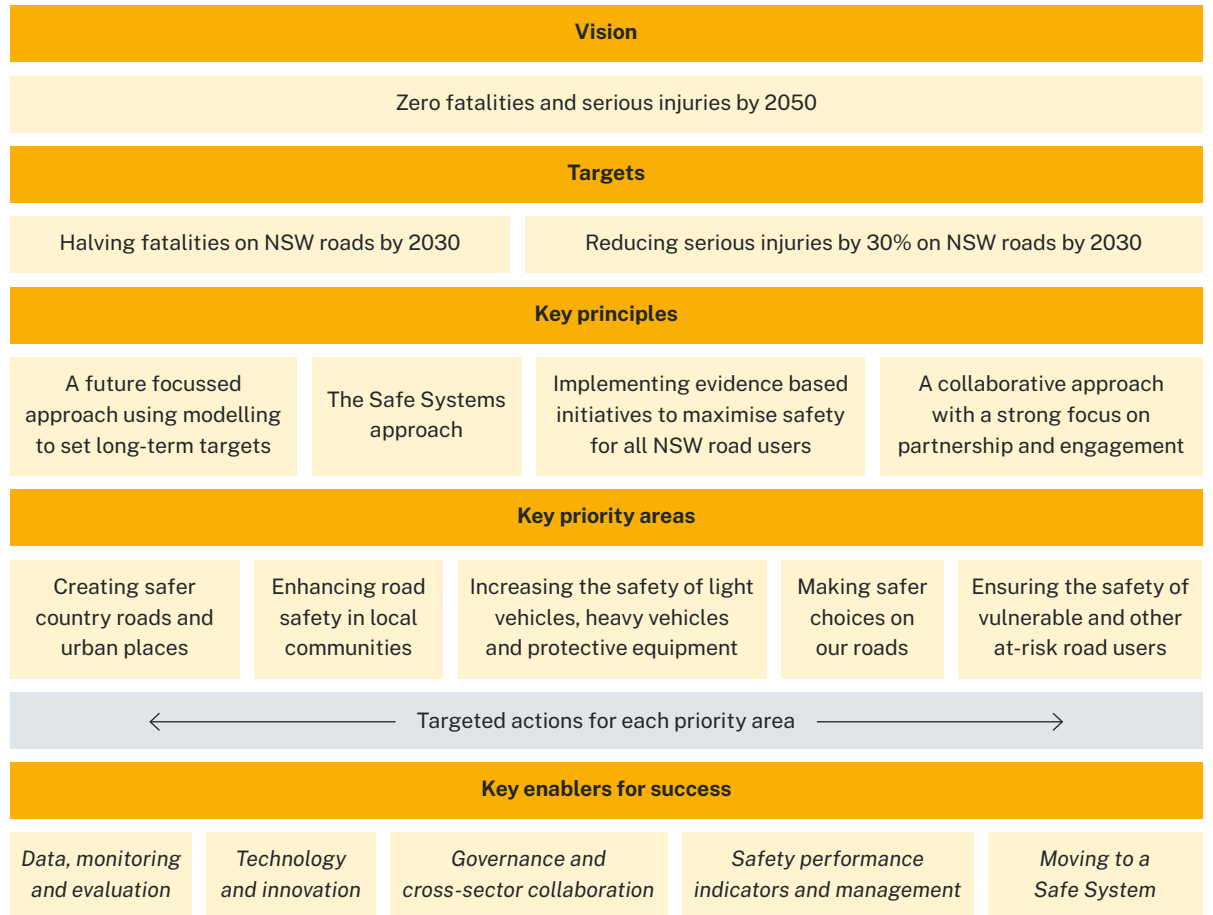 Vision
Zero fatalities and serious injuries by 2050
Targets
Halving fatalities on NSW roads by 2030
Reducing serious injuries by 30% on NSW roads by 2030
Key principles
A future focussed
approach using modelling
to set long-term targets
The Safe Systems
approach
Implementing evidence based
initiatives to maximise safety
for all NSW road users
A collaborative approach
with a strong focus on
partnership and engagement
Key priority areas
Creating safer
country roads and
urban places
Enhancing road
safety in local
communities
Increasing the safety of light
vehicles, heavy vehicles
and protective equipment
Making safer
choices on
our roads
Ensuring the safety of
vulnerable and other
at-risk road users
Targeted actions for each priority area
Key enablers for success
Data, monitoring
and evaluation
Technology
and innovation
Governance and
cross-sector collaboration
Safety performance
indicators and management
Moving to a
Safe System